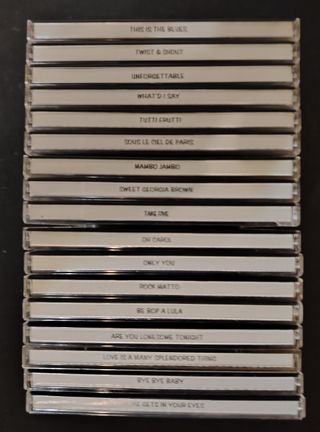 THIS IS THE BLUES
TWIST & SHOUT
UNFORGETTABLE
WHAT'D I SAY
TUTTI FRUTTI
SOUS LE CIEL DE PARIS
MAMBO JAMBO
SWEET GEORGIA BROWN
TAKE FIVE
OH CAROL
ONLY YOU
ROCK MATTO
BE BOP A LULA
ARE YOU LONESOME TONIGHT
LOVE IS A MANY SPLENDORED THING
BYE BYE BABY
GETS IN YOUR EYES